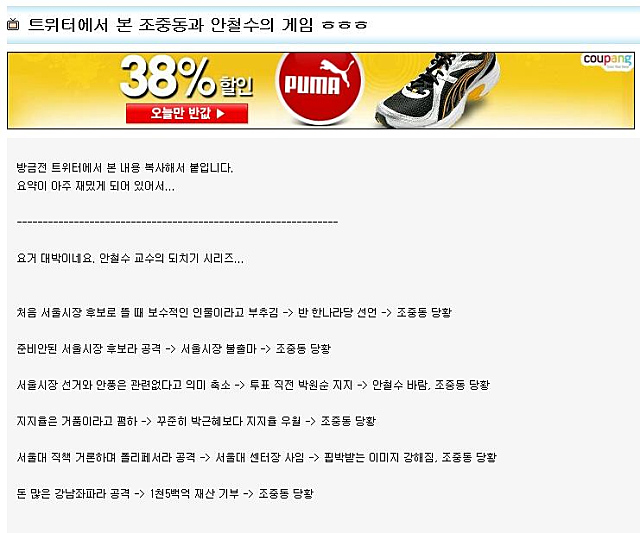 트위터에서 본 조중동과 안철수의 게임 ㅎㅎㅎ
38% 할인
오늘만 반값 ▶
PUMA
coupang
방금전 트위터에서 본 내용 복사해서 붙입니다.
요약이 아주 재밌게 되어 있어서...
--------------------------------------------------------------
요거 대박이네요. 안철수 교수의 되치기 시리즈...
처음 서울시장 후보로 뜰 때 보수적인 인물이라고 부추김 -> 반 한나라당 선언 -> 조중동 당황
준비안된 서울시장 후보라 공격 -> 서울시장 불출마 -> 조중동 당황
서울시장 선거와 안풍은 관련없다고 의미 축소 -> 투표 직전 박원순 지지 -> 안철수 바람, 조중동 당황
지지율은 거품이라고 폄하 -> 꾸준히 박근혜보다 지지율 우월 -> 조중동 당황
서울대 직책 거론하며 폴리페서라 공격 -> 서울대 센터장 사임 -> 핍박받는 이미지 강해짐, 조중동 당황
돈 많은 강남좌파라 공격 -> 1천5백억 재산 기부 -> 조중동 당황